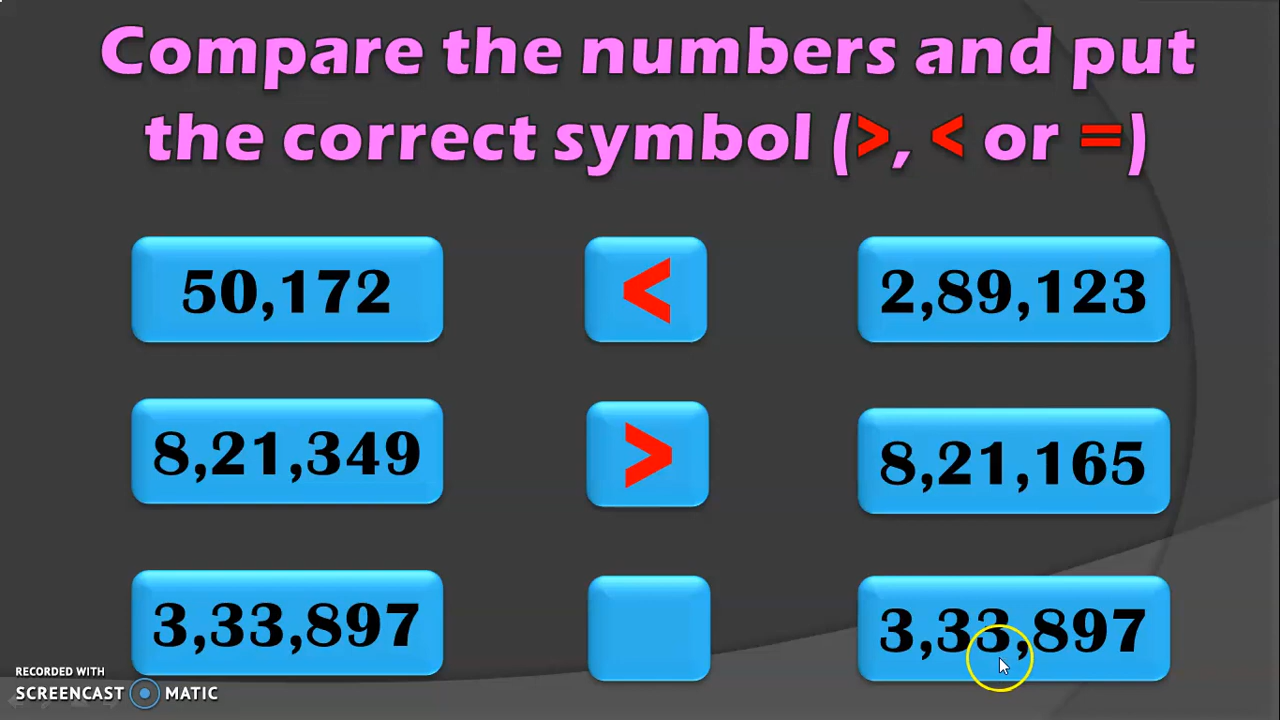 Compare the numbers and put
the correct symbol (>, < or =)
50,172 < 2,89,123
8,21,349 > 8,21,165
3,33,897 3,33,897
RECORDED WITH
SCREENCAST MATIC